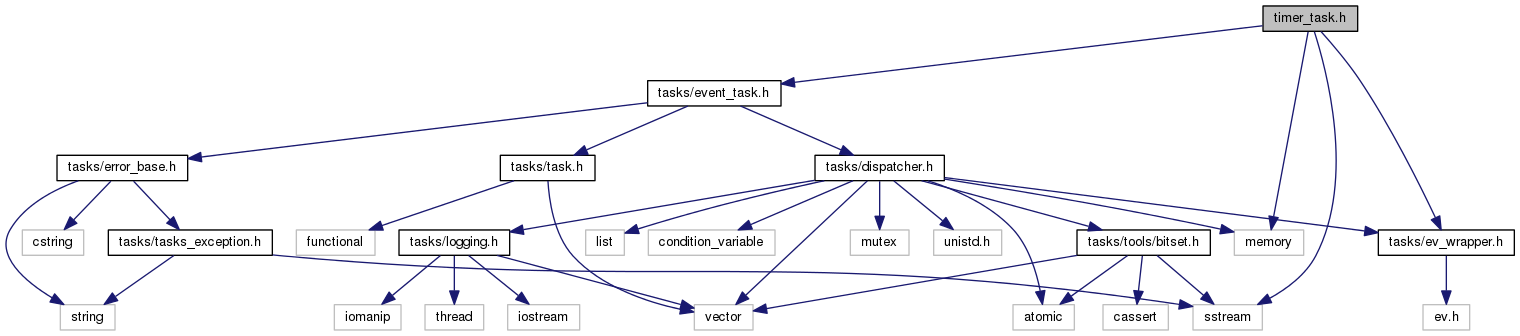 timer_task.h
tasks/event_task.h
tasks/error_base.h
tasks/task.h
tasks/dispatcher.h
cstring
tasks/tasks_exception.h
functional
tasks/logging.h
list
condition_variable
mutex
unistd.h
tasks/tools/bitset.h
memory
tasks/ev_wrapper.h
string
iomanip
thread
iostream
vector
atomic
cassert
sstream
ev.h